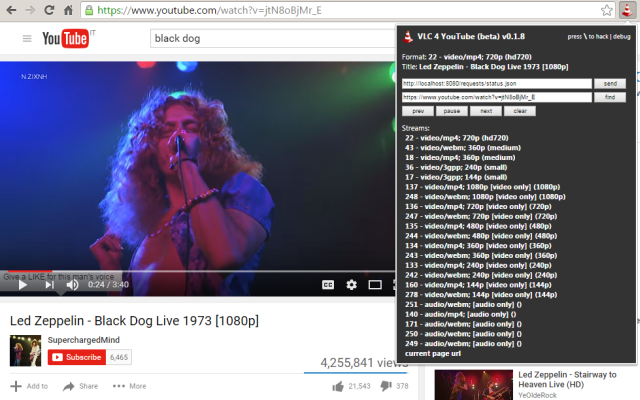 https://www.youtube.com/watch?v=jtN8oBjMr_E
YouTube IT
black dog
N.ZIXNH
Give a LIKE for this man's voice
0:24 / 3:40
CC
Led Zeppelin - Black Dog Live 1973 [1080p]
SuperchargedMind
Subscribe 6,465
4,255,841 views
Add to
Share
More
21,543
378
VLC 4 YouTube (beta) v0.1.8
press \ to hack | debug
Format: 22 - video/mp4; 720p (hd720)
Title: Led Zeppelin - Black Dog Live 1973 [1080p]
http://localhost:8080/requests/status.json
send
https://www.youtube.com/watch?v=jtN8oBjMr_E
find
prev
pause
next
clear
Streams:
22 - video/mp4; 720p (hd720)
43 - video/webm; 360p (medium)
18 - video/mp4; 360p (medium)
36 - video/3gpp; 240p (small)
17 - video/3gpp; 144p (small)
137 - video/mp4; 1080p [video only] (1080p)
248 - video/webm; 1080p [video only] (1080p)
136 - video/mp4; 720p [video only] (720p)
247 - video/webm; 720p [video only] (720p)
135 - video/mp4; 480p [video only] (480p)
244 - video/webm; 480p [video only] (480p)
134 - video/mp4; 360p [video only] (360p)
243 - video/webm; 360p [video only] (360p)
133 - video/mp4; 240p [video only] (240p)
242 - video/webm; 240p [video only] (240p)
160 - video/mp4; 144p [video only] (144p)
278 - video/webm; 144p [video only] (144p)
251 - audio/webm; [audio only] ()
140 - audio/mp4; [audio only] ()
171 - audio/webm; [audio only] ()
250 - audio/webm; [audio only] ()
249 - audio/webm; [audio only] ()
current page url
Led Zeppelin - Stairway to
Heaven Live (HD)
YeOldeRock